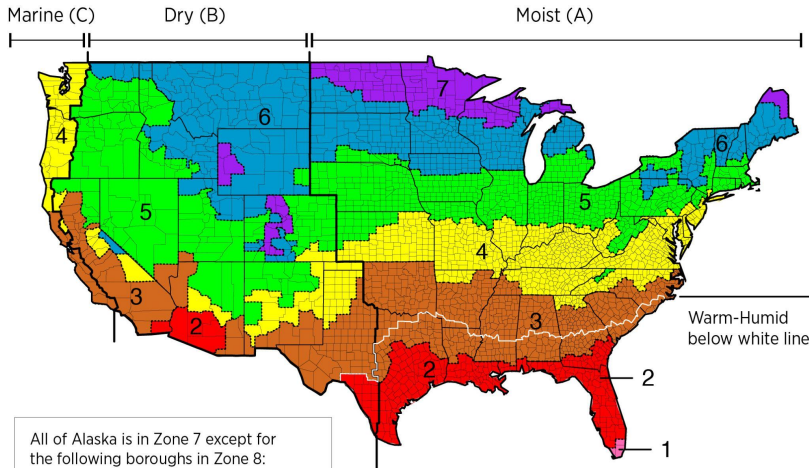 Marine (C)
Dry (B)
Moist (A)
7
6
6
4
5
5
4
3
2
3
Warm-Humid
below white line
2
2
1
All of Alaska is in Zone 7 except for
the following boroughs in Zone 8: